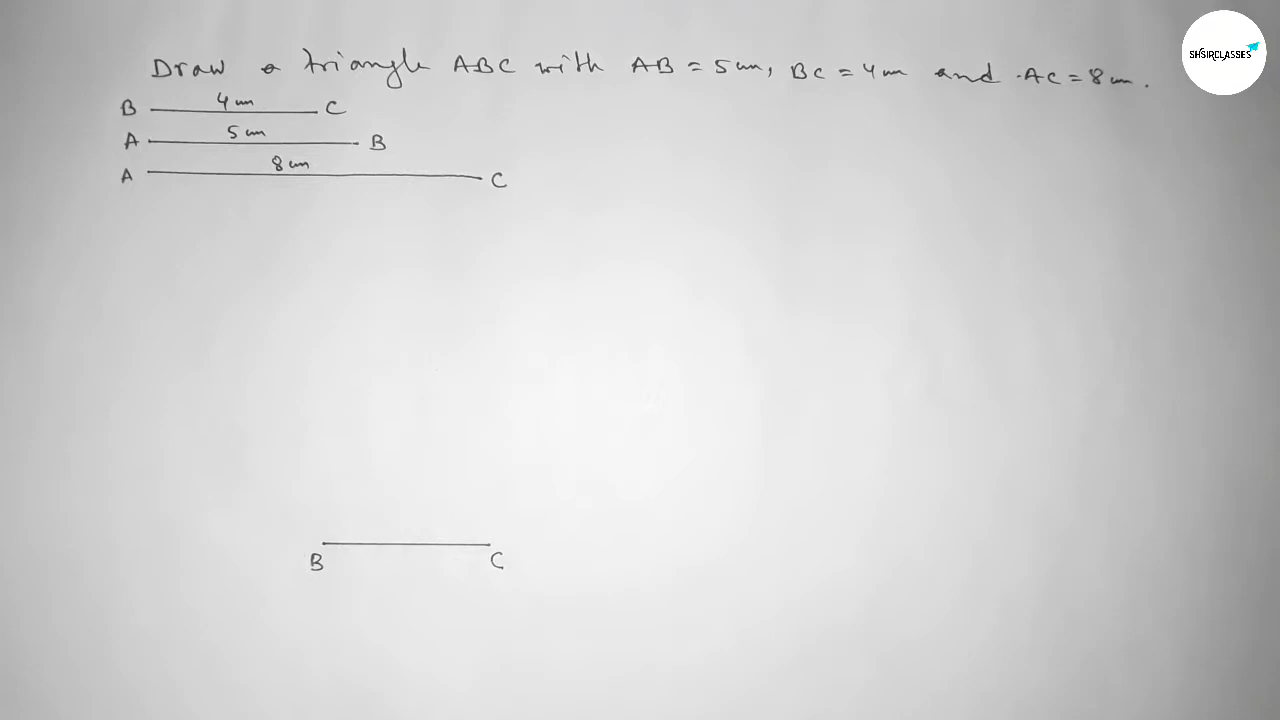 Draw a triangle ABC with AB = 5cm, BC = 4cm and AC = 8cm.
SHSIRCLASSES
B 4cm C
A 5cm B
A 8cm C
B C